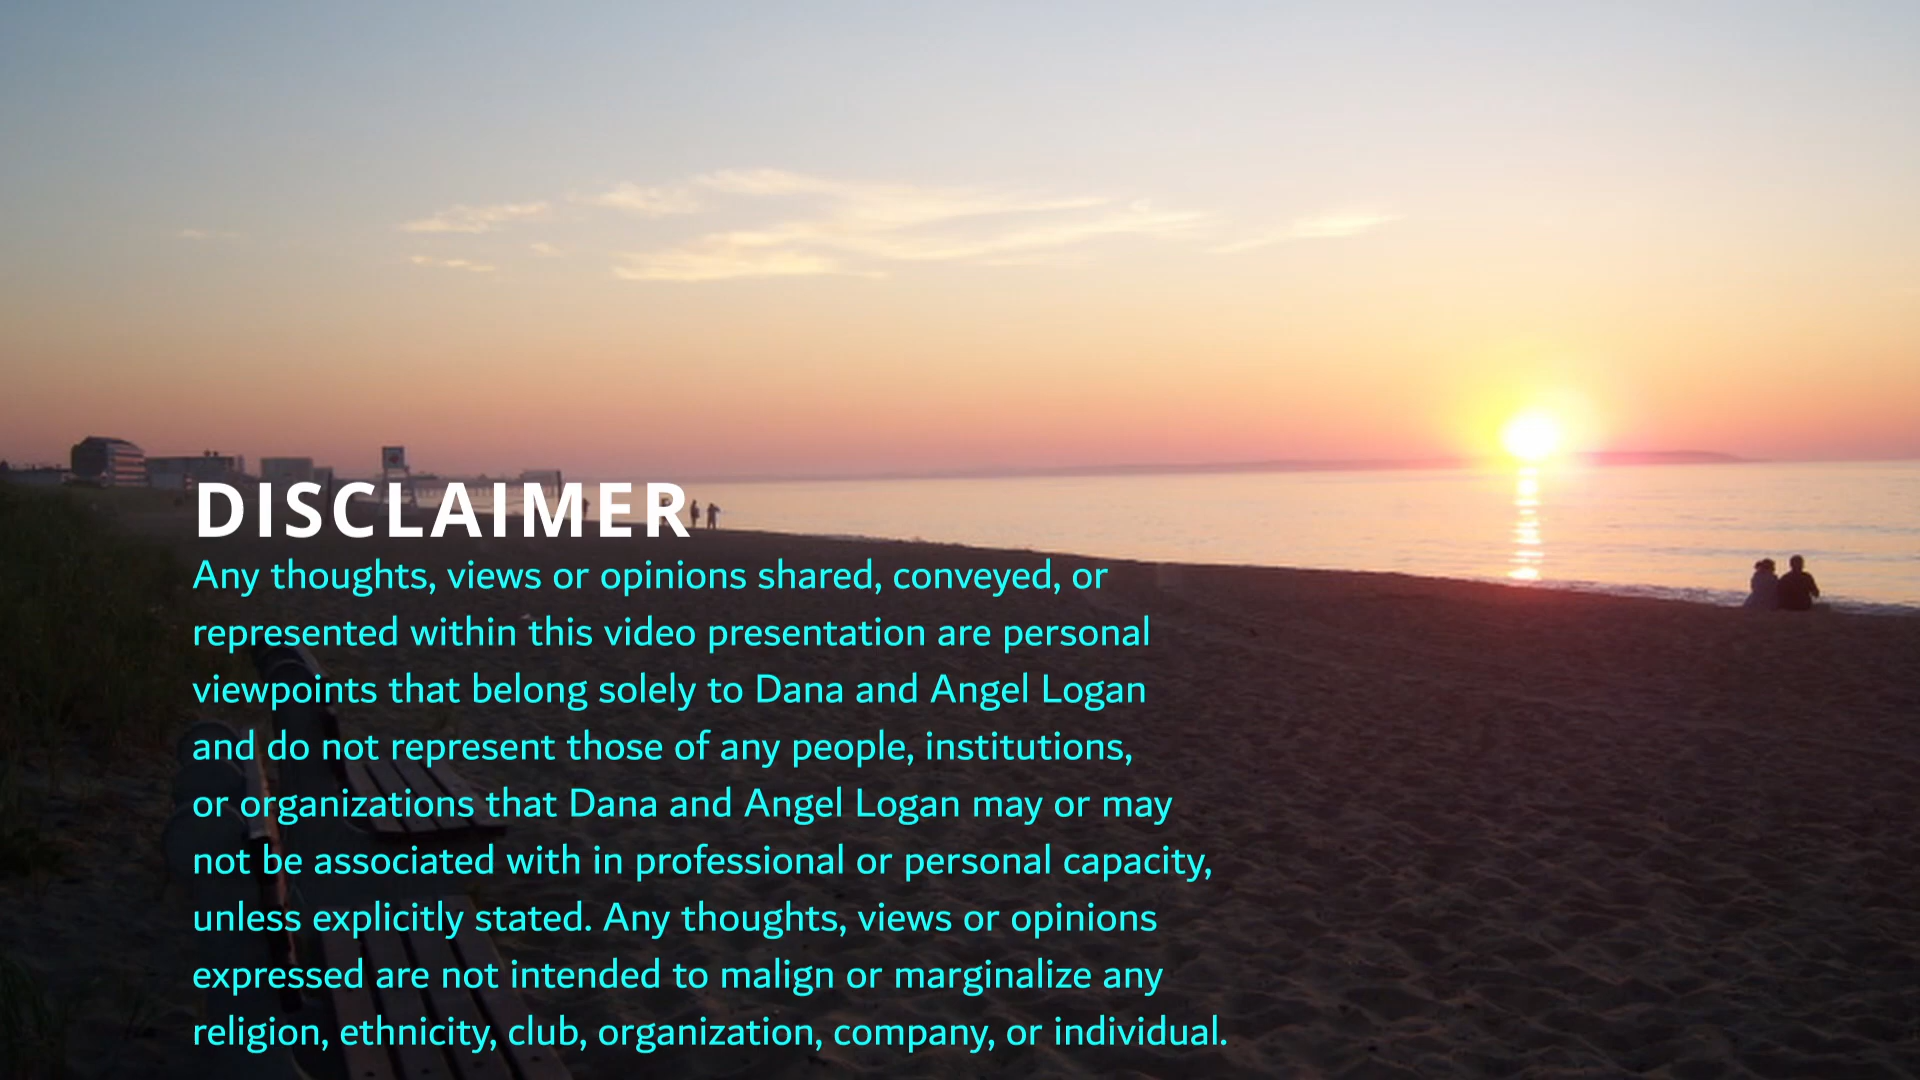 DISCLAIMER
Any thoughts, views or opinions shared, conveyed, or
represented within this video presentation are personal
viewpoints that belong solely to Dana and Angel Logan
and do not represent those of any people, institutions,
or organizations that Dana and Angel Logan may or may
not be associated with in professional or personal capacity,
unless explicitly stated. Any thoughts, views or opinions
expressed are not intended to malign or marginalize any
religion, ethnicity, club, organization, company, or individual.